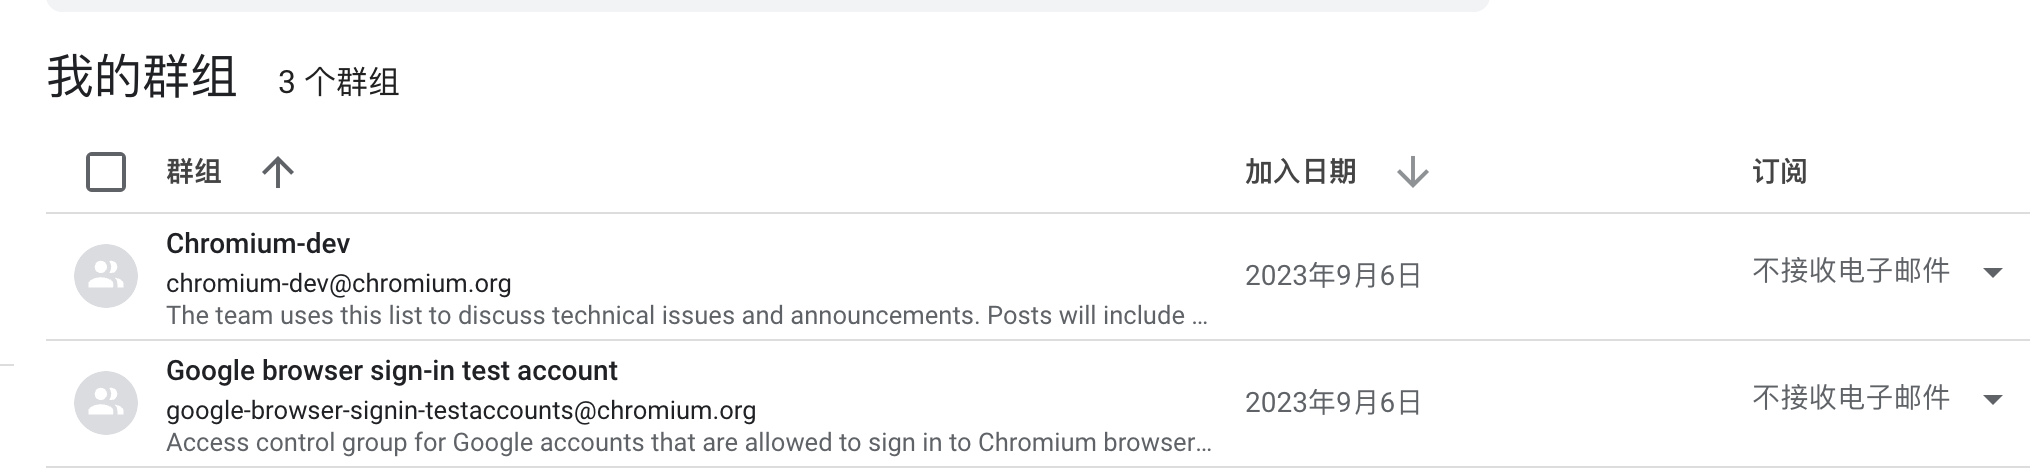 我的群组 3 个群组
群组 加入日期 订阅
Chromium-dev
chromium-dev@chromium.org
The team uses this list to discuss technical issues and announcements. Posts will include ...
2023年9月6日
不接收电子邮件
Google browser sign-in test account
google-browser-signin-testaccounts@chromium.org
Access control group for Google accounts that are allowed to sign in to Chromium browser...
2023年9月6日
不接收电子邮件